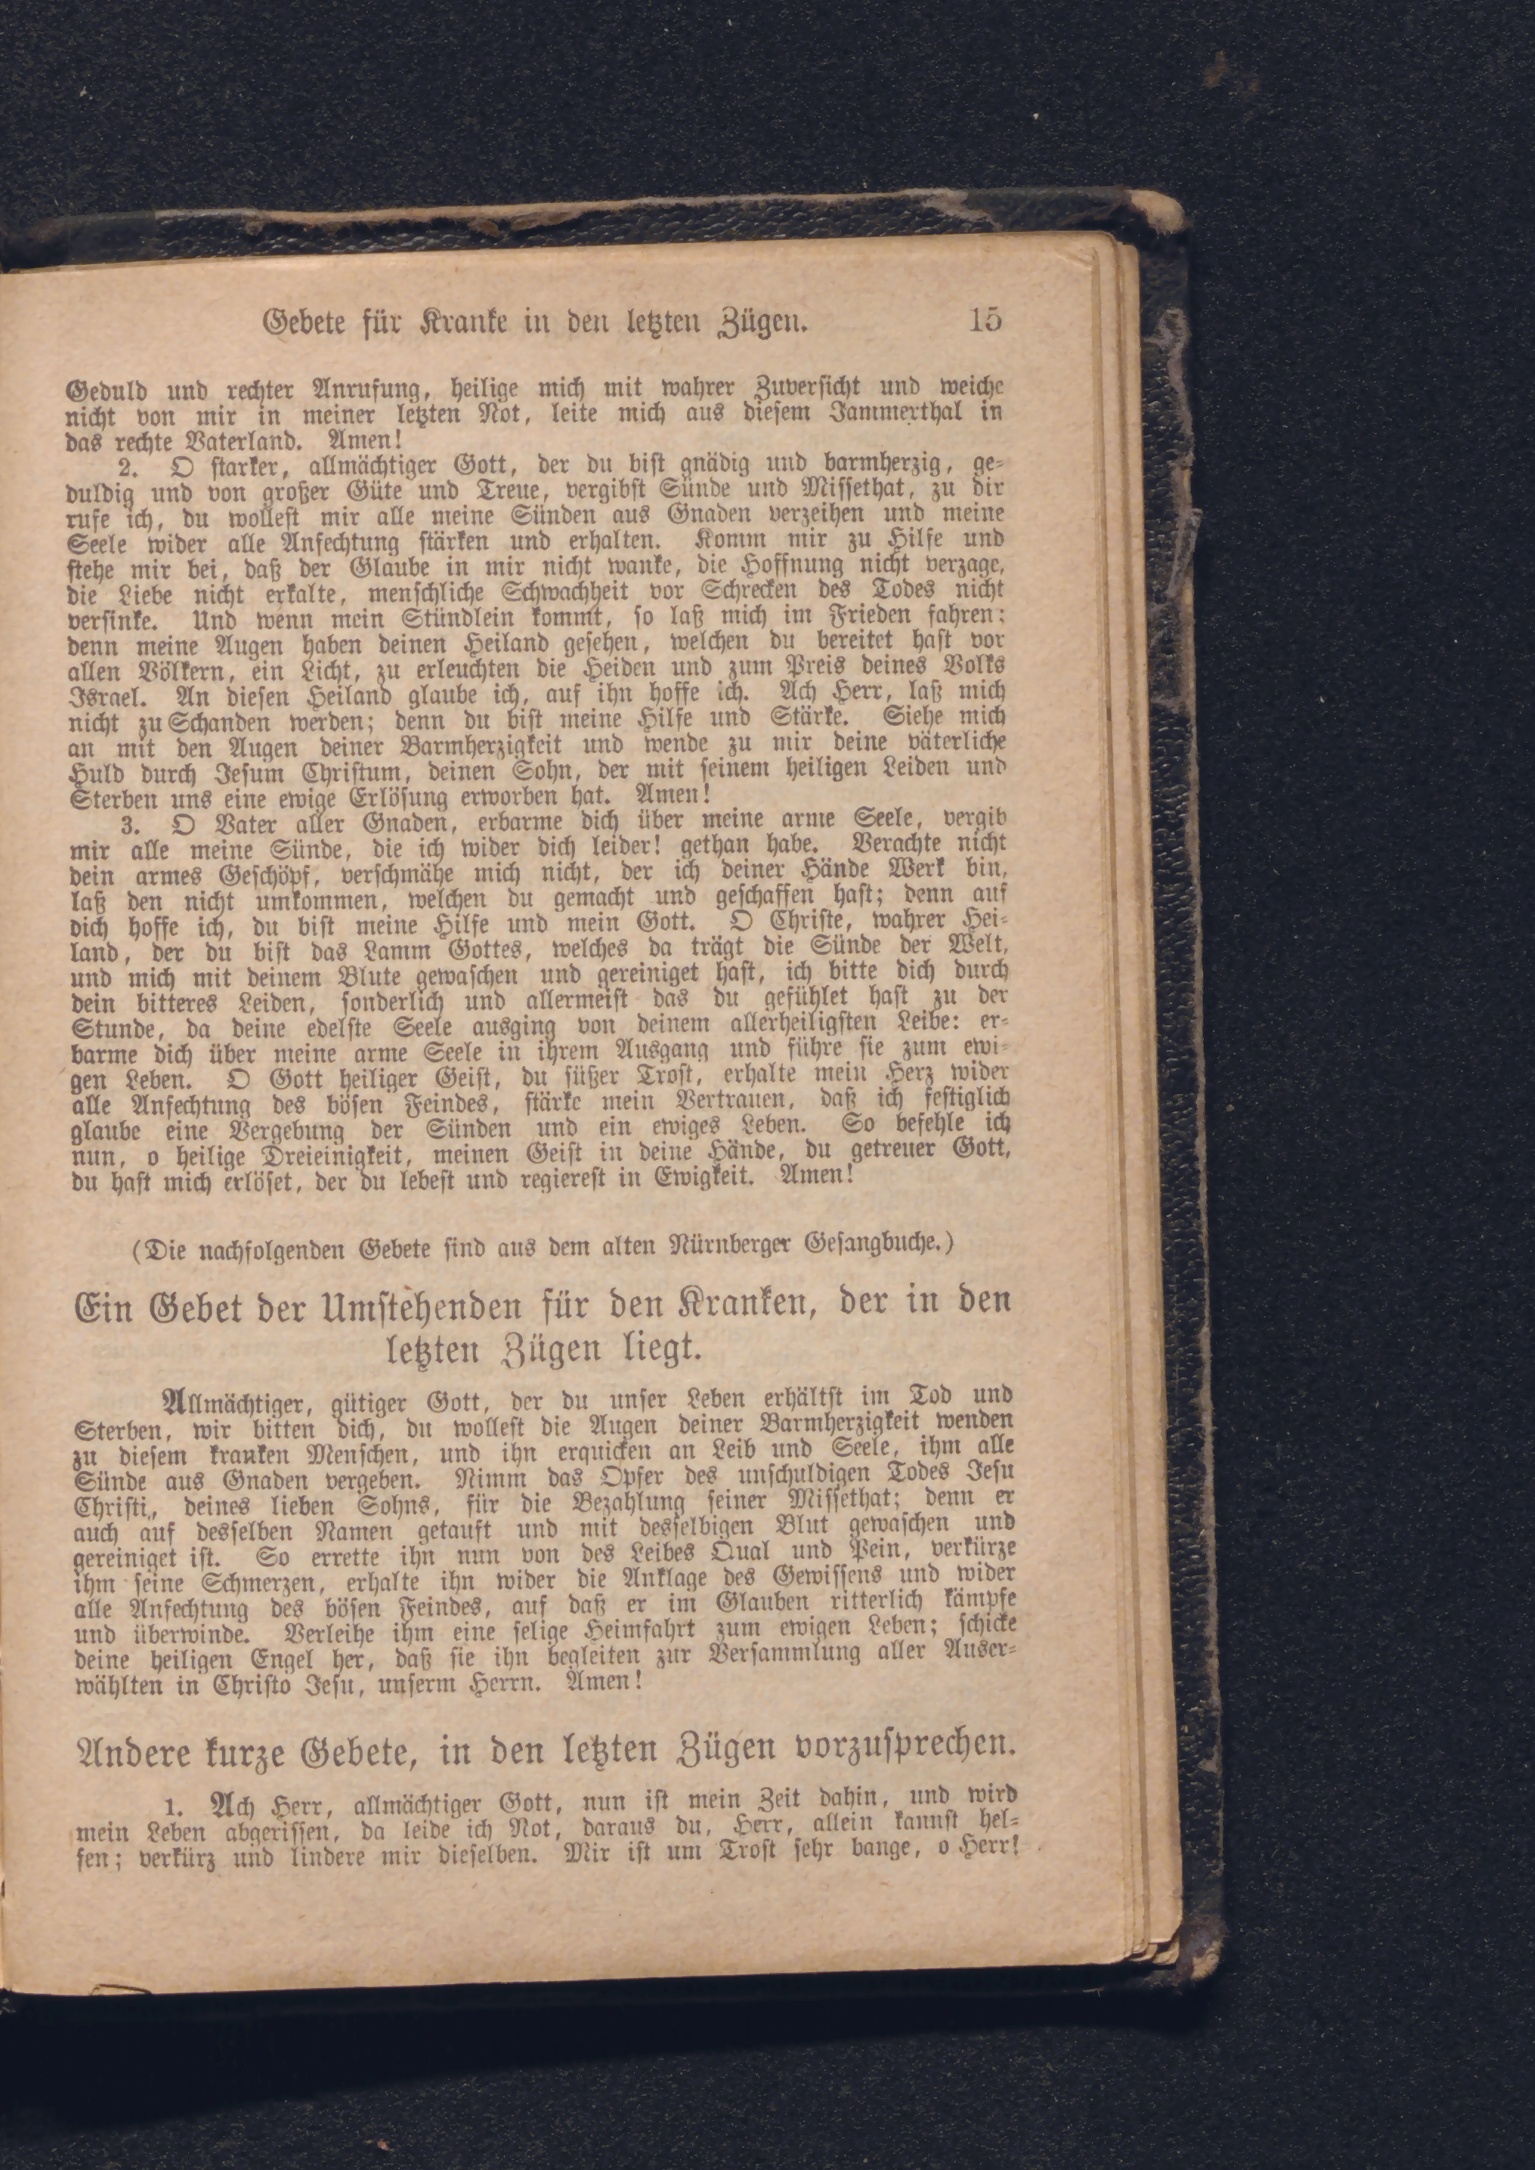 Gebete für Kranke in den letzten Zügen. 15
Geduld und rechter Anrufung, heilige mich mit wahrer Zuversicht und weiche
nicht von mir in meiner letzten Not, leite mich aus diesem Jammerthal in
das rechte Vaterland. Amen!
2. O starker, allmächtiger Gott, der du bist gnädig und barmherzig, ge-
duldig und von großer Güte und Treue, vergibst Sünde und Missethat, zu dir
rufe ich, du wollest mir alle meine Sünden aus Gnaden verzeihen und meine
Seele wider alle Anfechtung stärken und erhalten. Komm mir zu Hilfe und
stehe mir bei, daß der Glaube in mir nicht wanke, die Hoffnung nicht verzage,
die Liebe nicht erkalte, menschliche Schwachheit vor Schrecken des Todes nicht
versinke. Und wenn mein Stündlein kommt, so laß mich im Frieden fahren;
denn meine Augen haben deinen Heiland gesehen, welchen du bereitet hast vor
allen Völkern, ein Licht, zu erleuchten die Heiden und zum Preis deines Volks
Israel. An diesen Heiland glaube ich, auf ihn hoffe ich. Ach Herr, laß mich
nicht zu Schanden werden; denn du bist meine Hilfe und Stärke. Siehe mich
an mit den Augen deiner Barmherzigkeit und wende zu mir deine väterliche
Huld durch Jesum Christum, deinen Sohn, der mit seinem heiligen Leiden und
Sterben uns eine ewige Erlösung erworben hat. Amen!
3. O Vater aller Gnaden, erbarme dich über meine arme Seele, vergib
mir alle meine Sünde, die ich wider dich leider! gethan habe. Verachte nicht
dein armes Geschöpf, verschmähe mich nicht, der ich deiner Hände Werk bin,
laß den nicht umkommen, welchen du gemacht und geschaffen hast; denn auf
dich hoffe ich, du bist meine Hilfe und mein Gott. O Christe, wahrer Hei-
land, der du bist das Lamm Gottes, welches da trägt die Sünde der Welt,
und mich mit deinem Blute gewaschen und gereiniget hast, ich bitte dich durch
dein bitteres Leiden, sonderlich und allermeist das du gefühlet hast zu der
Stunde, da deine edelste Seele ausging von deinem allerheiligsten Leibe: er-
barme dich über meine arme Seele in ihrem Ausgang und führe sie zum ewi-
gen Leben. O Gott heiliger Geist, du süßer Trost, erhalte mein Herz wider
alle Anfechtung des bösen Feindes, stärke mein Vertrauen, daß ich festiglich
glaube eine Vergebung der Sünden und ein ewiges Leben. So befehle ich
nun, o heilige Dreieinigkeit, meinen Geist in deine Hände, du getreuer Gott,
du hast mich erlöset, der du lebest und regierest in Ewigkeit. Amen!
(Die nachfolgenden Gebete sind aus dem alten Nürnberger Gesangbuche.)
Ein Gebet der Umstehenden für den Kranken, der in den
letzten Zügen liegt.
Allmächtiger, gütiger Gott, der du unser Leben erhältst im Tod und
Sterben, wir bitten dich, du wollest die Augen deiner Barmherzigkeit wenden
zu diesem kranken Menschen, und ihn erquicken an Leib und Seele, ihm alle
Sünde aus Gnaden vergeben. Nimm das Opfer des unschuldigen Todes Jesu
Christi, deines lieben Sohns, für die Bezahlung seiner Missethat; denn er
auch auf desselben Namen getauft und mit desselbigen Blut gewaschen und
gereiniget ist. So errette ihn nun von des Leibes Qual und Pein, verkürze
ihm seine Schmerzen, erhalte ihn wider die Anklage des Gewissens und wider
alle Anfechtung des bösen Feindes, auf daß er im Glauben ritterlich kämpfe
und überwinde. Verleihe ihm eine selige Heimfahrt zum ewigen Leben; schicke
deine heiligen Engel her, daß sie ihn begleiten zur Versammlung aller Auser-
wählten in Christo Jesu, unserm Herrn. Amen!
Andere kurze Gebete, in den letzten Zügen vorzusprechen.
1. Ach Herr, allmächtiger Gott, nun ist mein Zeit dahin, und wird
mein Leben abgerissen, da leide ich Not, daraus du, Herr, allein kannst hel-
fen; verkürz und lindere mir dieselben. Mir ist um Trost sehr bange, o Herr!